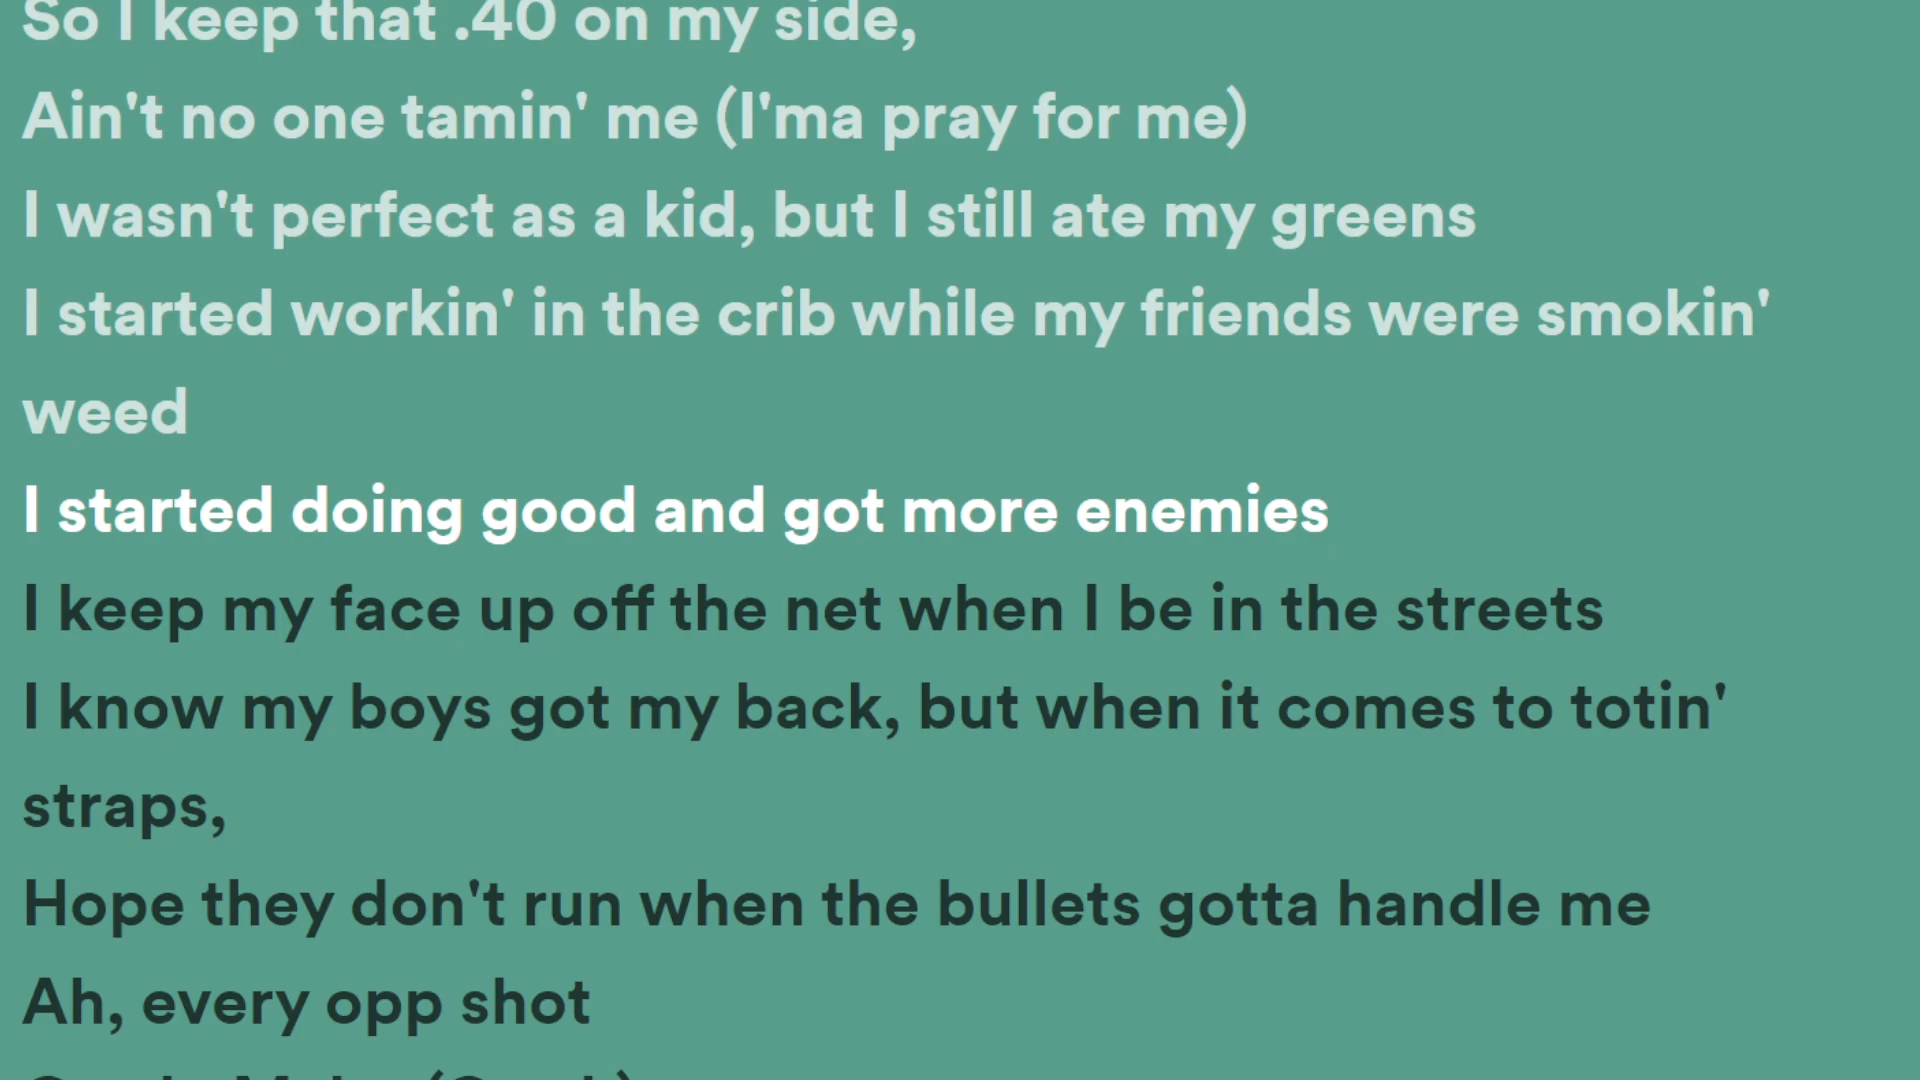 So I keep that .40 on my side,
Ain't no one tamin' me (I'ma pray for me)
I wasn't perfect as a kid, but I still ate my greens
I started workin' in the crib while my friends were smokin'
weed
I started doing good and got more enemies
I keep my face up off the net when I be in the streets
I know my boys got my back, but when it comes to totin'
straps,
Hope they don't run when the bullets gotta handle me
Ah, every opp shot